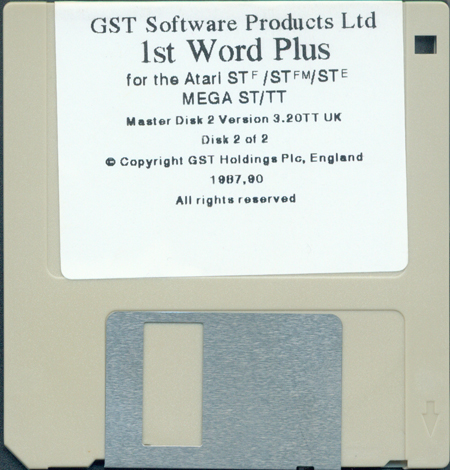 GST Software Products Ltd
1st Word Plus
for the Atari STF/STFM/STE
MEGA ST/TT
Master Disk 2 Version 3.20TT UK
Disk 2 of 2
© Copyright GST Holdings Plc, England
1987,90
All rights reserved